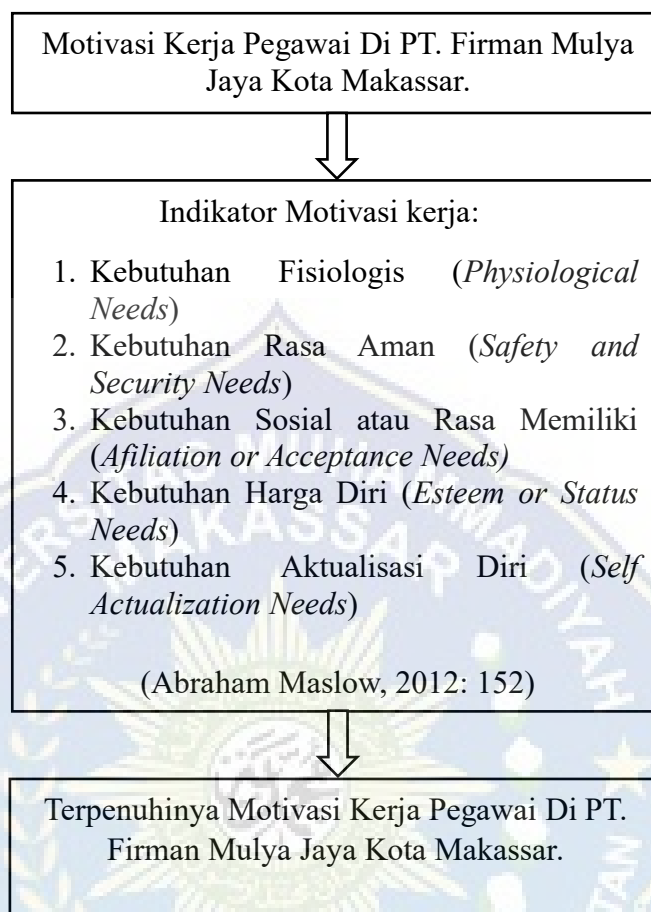 Motivasi Kerja Pegawai Di PT. Firman Mulya
Jaya Kota Makassar.
Indikator Motivasi kerja:
1. Kebutuhan Fisiologis (Physiological
Needs)
2. Kebutuhan Rasa Aman (Safety and
Security Needs)
3. Kebutuhan Sosial atau Rasa Memiliki
(Afiliation or Acceptance Needs)
4. Kebutuhan Harga Diri (Esteem or Status
Needs)
5. Kebutuhan Aktualisasi Diri (Self
Actualization Needs)
(Abraham Maslow, 2012: 152)
Terpenuhinya Motivasi Kerja Pegawai Di PT.
Firman Mulya Jaya Kota Makassar.
MAKASSAR